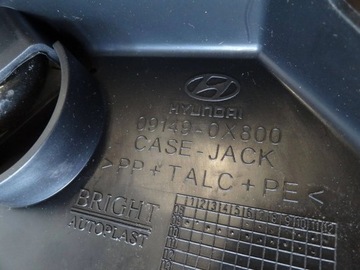 HYUNDAI
09149-0X800
CASE-JACK
>PP+TALC+PE<
BRIGHT
AUTOPLAST